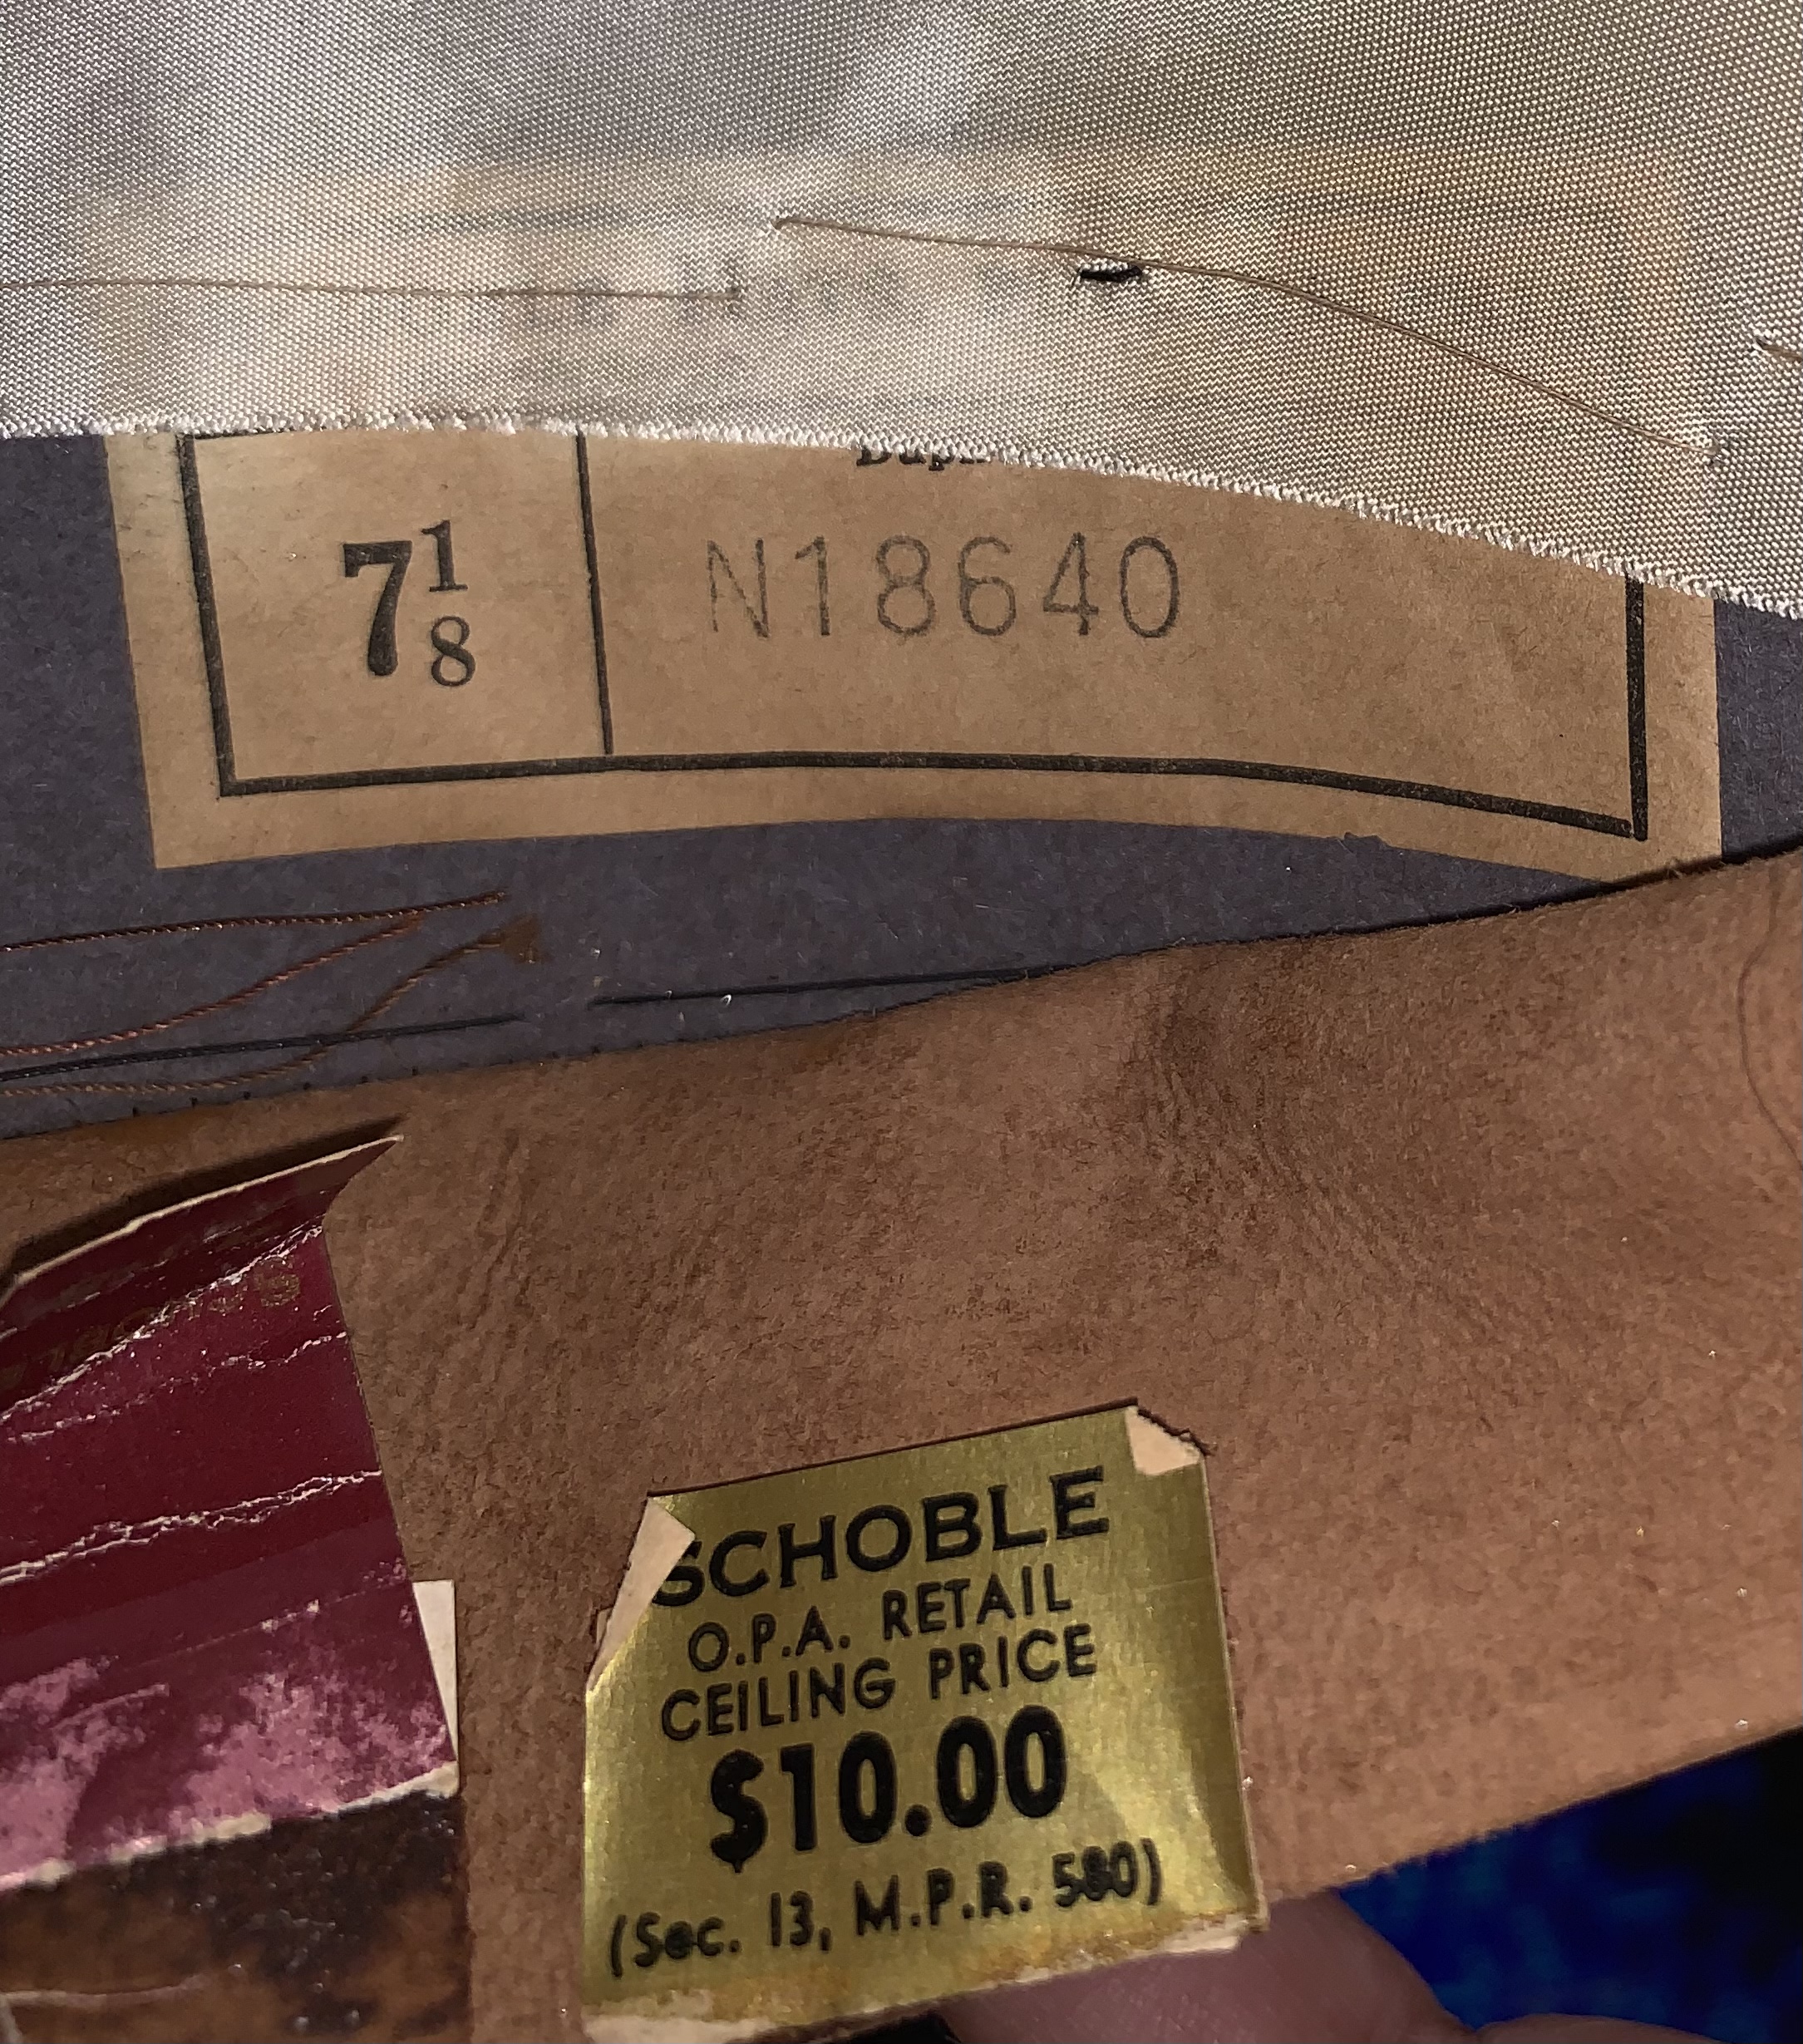 7 1/8
N18640
SCHOBLE
O.P.A. RETAIL
CEILING PRICE
$10.00
(Sec. 13, M.P.R. 580)